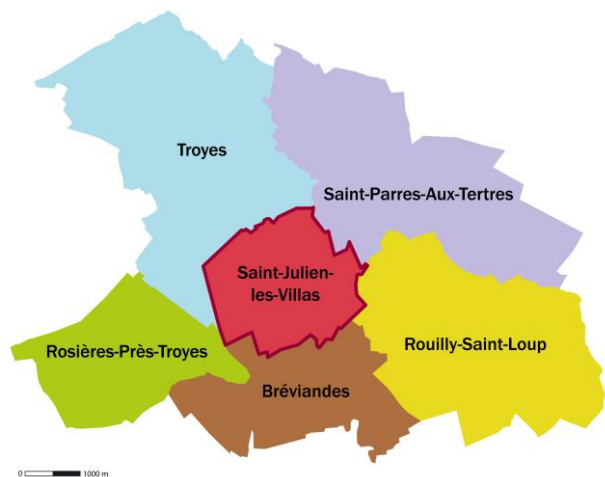 Troyes
Saint-Parres-Aux-Tertres
Saint-Julien-
les-Villas
Rosières-Près-Troyes
Rouilly-Saint-Loup
Bréviandes
0 1000 m